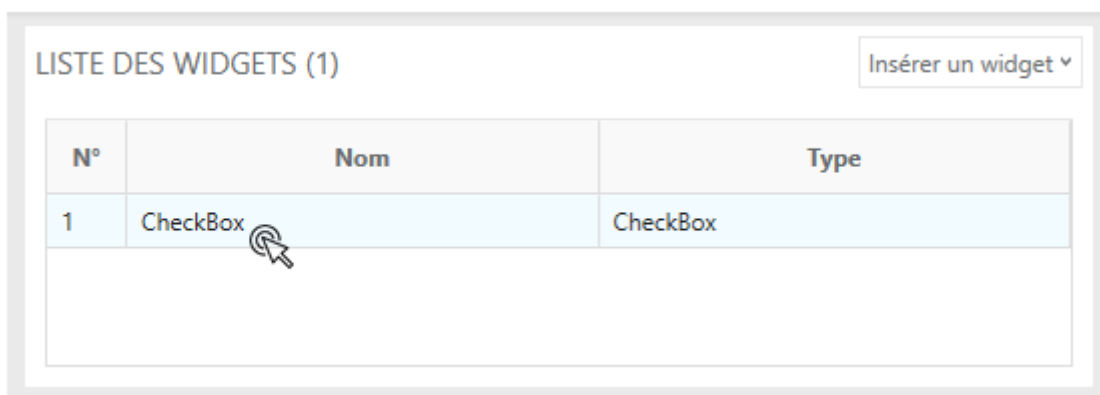 LISTE DES WIDGETS (1)
Insérer un widget
N° Nom Type
1 CheckBox CheckBox